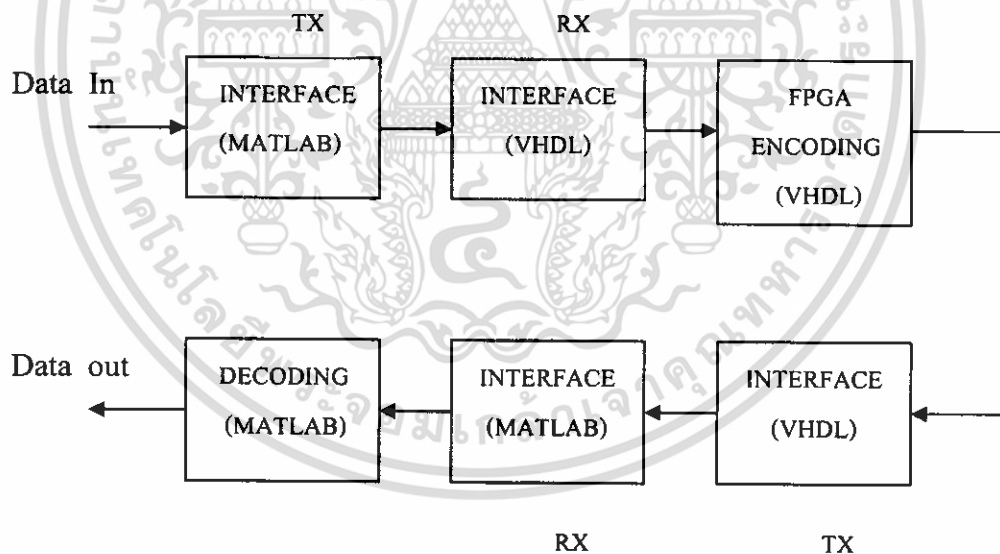 TX
RX
Data In
INTERFACE
(MATLAB)
INTERFACE
(VHDL)
FPGA
ENCODING
(VHDL)
Data out
DECODING
(MATLAB)
INTERFACE
(MATLAB)
INTERFACE
(VHDL)
RX
TX